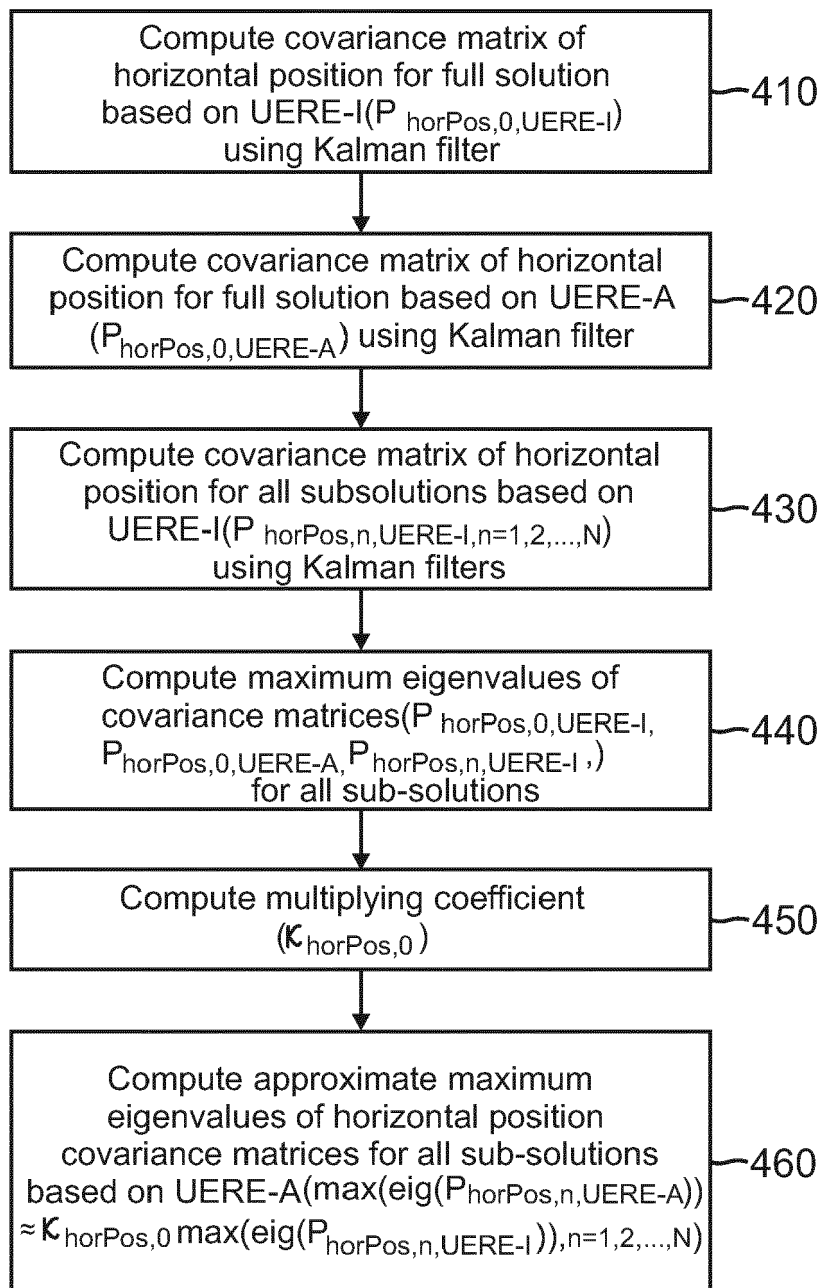 Compute covariance matrix of
horizontal position for full solution
based on UERE-I(P horPos,0,UERE-I)
using Kalman filter
410
Compute covariance matrix of horizontal
position for full solution based on UERE-A
(PhorPos,0,UERE-A) using Kalman filter
420
Compute covariance matrix of horizontal
position for all subsolutions based on
UERE-I(P horPos,n,UERE-I,n=1,2,...,N)
using Kalman filters
430
Compute maximum eigenvalues of
covariance matrices(P horPos,0,UERE-I,
PhorPos,0,UERE-A,PhorPos,n,UERE-I ,)
for all sub-solutions
440
Compute multiplying coefficient
(κhorPos,0)
450
Compute approximate maximum
eigenvalues of horizontal position
covariance matrices for all sub-solutions
based on UERE-A(max(eig(PhorPos,n,UERE-A))
≈κhorPos,0 max(eig(PhorPos,n,UERE-I)),n=1,2,...,N)
460